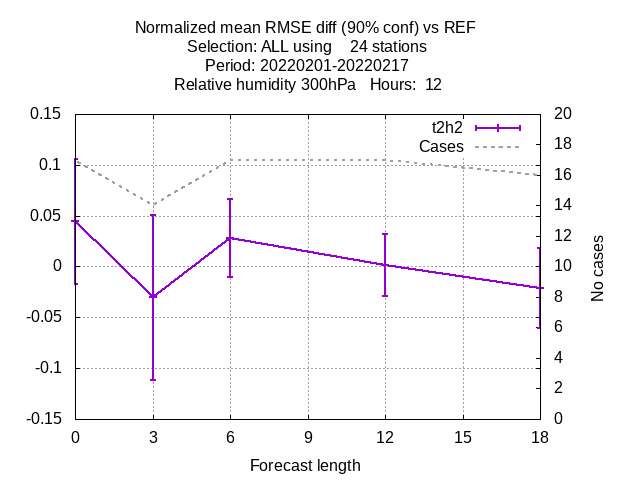 Normalized mean RMSE diff (90% conf) vs REF
Selection: ALL using    24 stations
Period: 20220201-20220217
Relative humidity 300hPa   Hours:  12
t2h2
Cases
0.15
0.1
0.05
0
-0.05
-0.1
-0.15
20
18
16
14
12
10
8
6
4
2
0
No cases
0 3 6 9 12 15 18
Forecast length